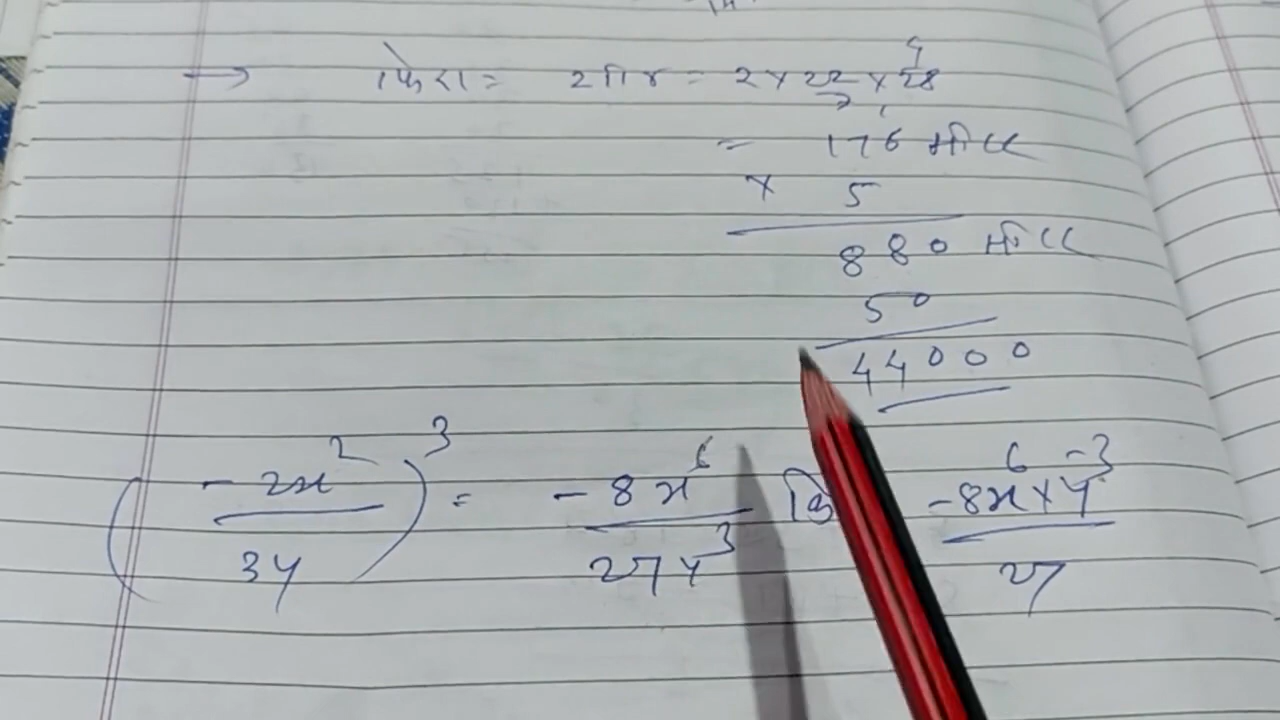 → फिरा = 2πr = 2 × 22/7 × 28 4
= 176 मीटर
× 5
880 मीटर
50
44000
(-2x²/3y)³ = -8x⁶/27y³ कि -8x⁶×y⁻³/27